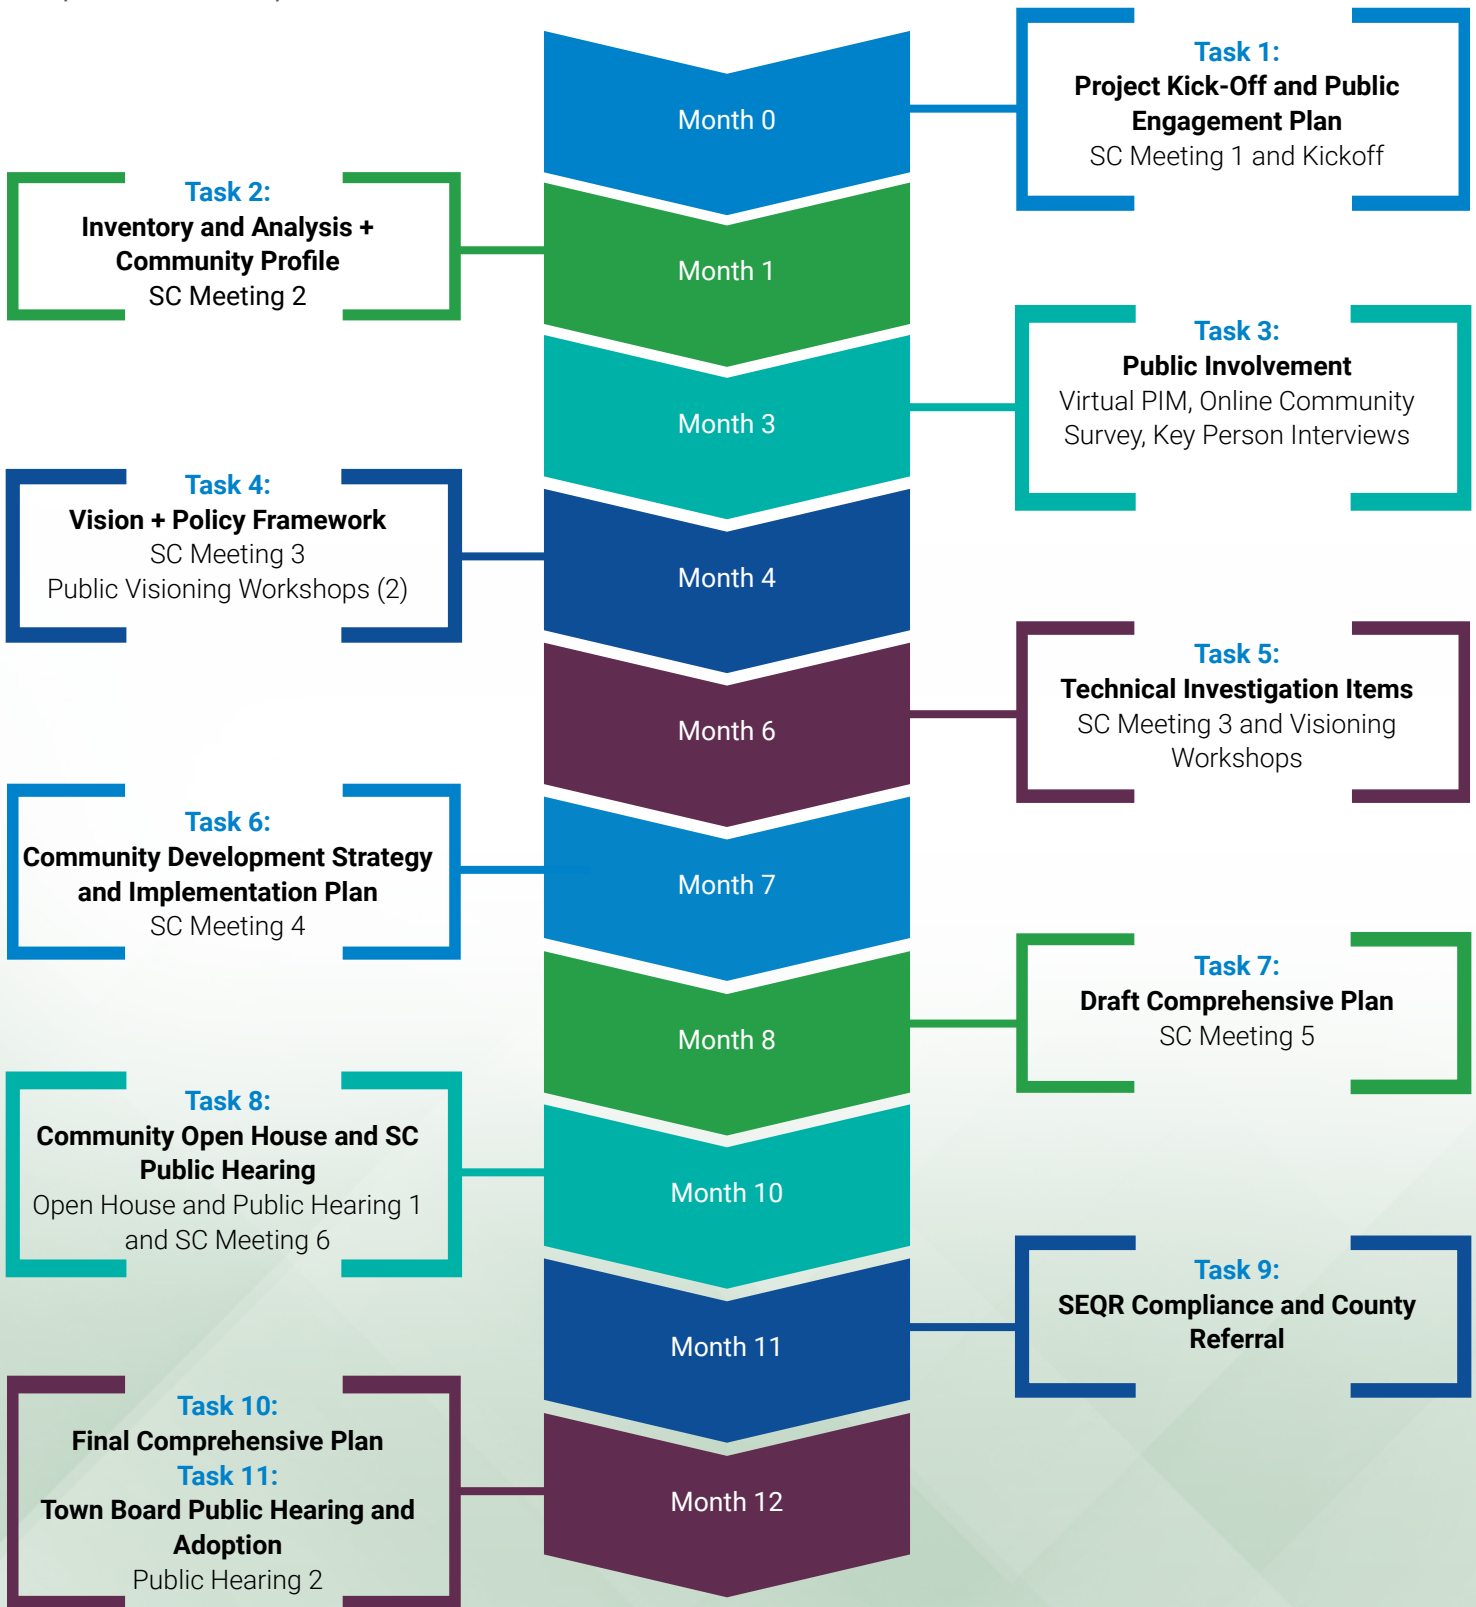 Month 0
Task 1:
Project Kick-Off and Public
Engagement Plan
SC Meeting 1 and Kickoff
Task 2:
Inventory and Analysis +
Community Profile
SC Meeting 2
Month 1
Month 3
Task 3:
Public Involvement
Virtual PIM, Online Community
Survey, Key Person Interviews
Task 4:
Vision + Policy Framework
SC Meeting 3
Public Visioning Workshops (2)
Month 4
Month 6
Task 5:
Technical Investigation Items
SC Meeting 3 and Visioning
Workshops
Task 6:
Community Development Strategy
and Implementation Plan
SC Meeting 4
Month 7
Month 8
Task 7:
Draft Comprehensive Plan
SC Meeting 5
Task 8:
Community Open House and SC
Public Hearing
Open House and Public Hearing 1
and SC Meeting 6
Month 10
Month 11
Task 9:
SEQR Compliance and County
Referral
Task 10:
Final Comprehensive Plan
Task 11:
Town Board Public Hearing and
Adoption
Public Hearing 2
Month 12